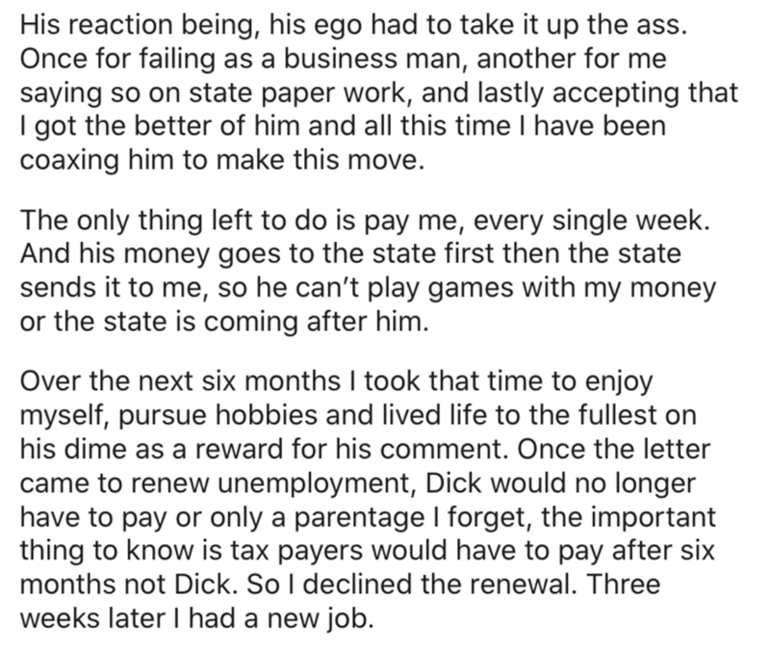 His reaction being, his ego had to take it up the ass.
Once for failing as a business man, another for me
saying so on state paper work, and lastly accepting that
I got the better of him and all this time I have been
coaxing him to make this move.
The only thing left to do is pay me, every single week.
And his money goes to the state first then the state
sends it to me, so he can’t play games with my money
or the state is coming after him.
Over the next six months I took that time to enjoy
myself, pursue hobbies and lived life to the fullest on
his dime as a reward for his comment. Once the letter
came to renew unemployment, Dick would no longer
have to pay or only a parentage I forget, the important
thing to know is tax payers would have to pay after six
months not Dick. So I declined the renewal. Three
weeks later I had a new job.